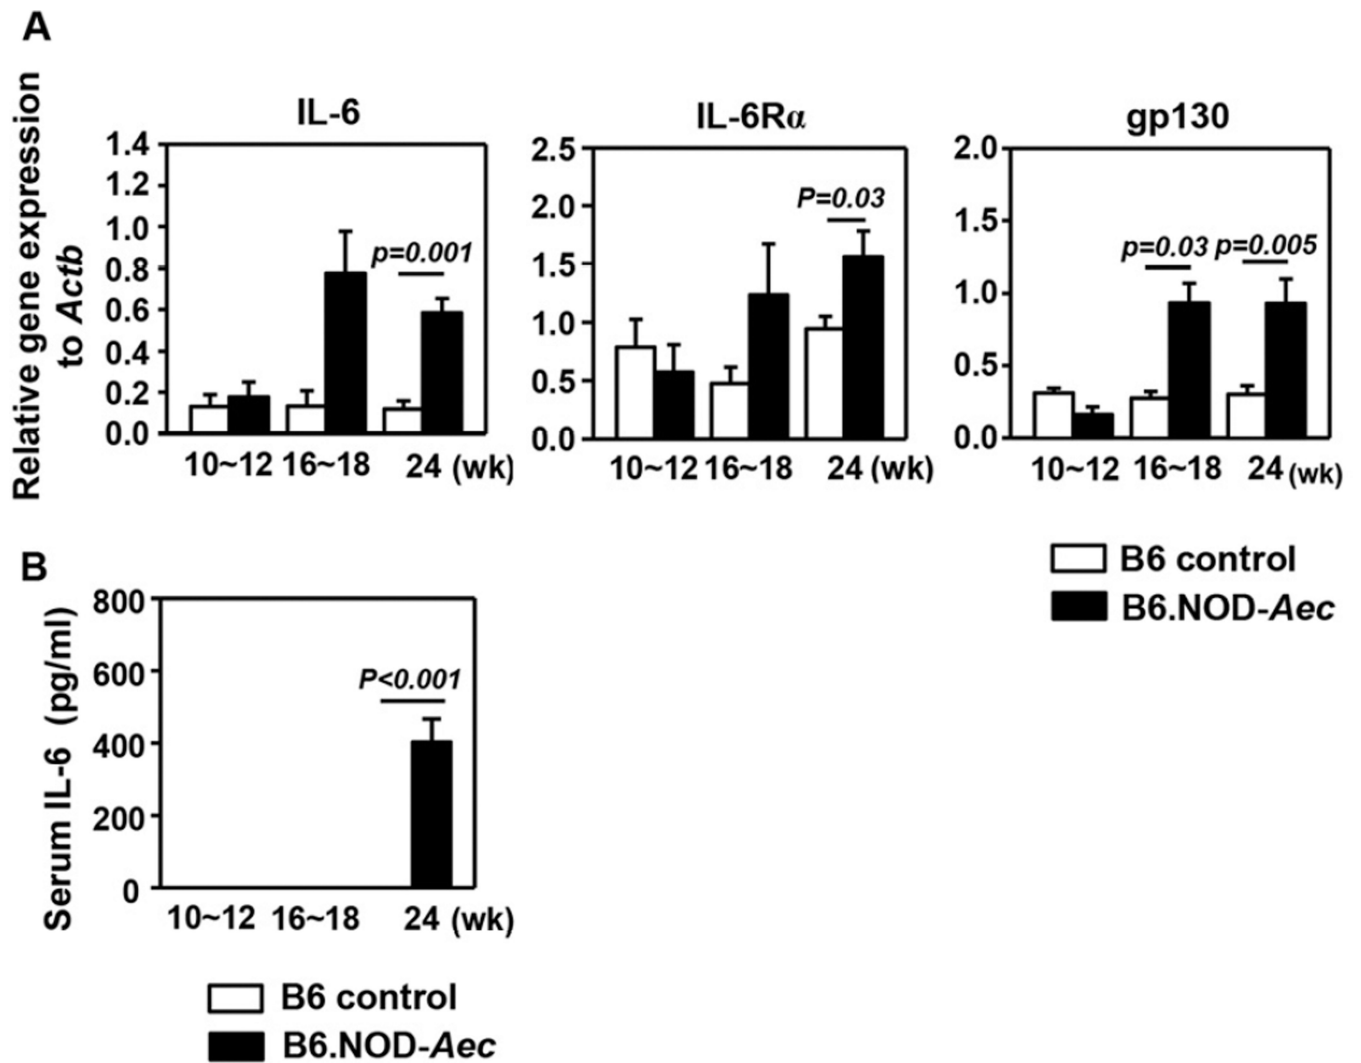 A
Relative gene expression
to Actb
IL-6
1.4
1.2
1.0
0.8
0.6
0.4
0.2
0.0
p=0.001
10~12 16~18 24 (wk)
IL-6Rα
2.5
2.0
1.5
1.0
0.5
0.0
P=0.03
10~12 16~18 24 (wk)
gp130
2.0
1.5
1.0
0.5
0.0
p=0.03 p=0.005
10~12 16~18 24 (wk)
B6 control
B6.NOD-Aec
B
Serum IL-6 (pg/ml)
800
600
400
200
0
P<0.001
10~12 16~18 24 (wk)
B6 control
B6.NOD-Aec